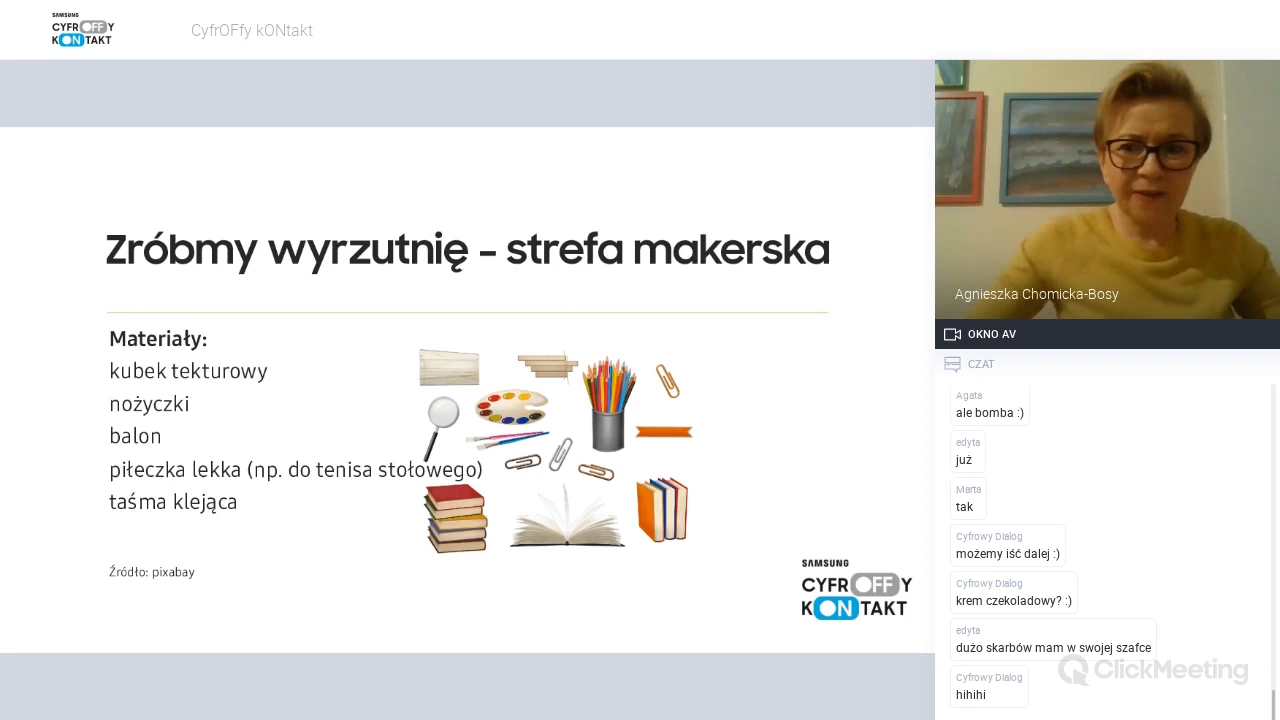 SAMSUNG
CYFROFFY
KONTAKT
CyfrOFfy kONtakt
Zróbmy wyrzutnię - strefa makerska
Materiały:
kubek tekturowy
nożyczki
balon
piłeczka lekka (np. do tenisa stołowego)
taśma klejąca
Źródło: pixabay
SAMSUNG
CYFROFFY
KONTAKT
Agnieszka Chomicka-Bosy
OKNO AV
CZAT
Agata
ale bomba :)
edyta
już
Marta
tak
Cyfrowy Dialog
możemy iść dalej :)
Cyfrowy Dialog
krem czekoladowy? :)
edyta
dużo skarbów mam w swojej szafce
Cyfrowy Dialog
hihihi
ClickMeeting